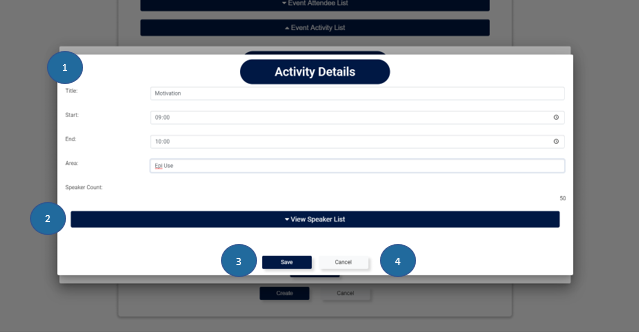 Event Attendee List
Event Activity List
1
Activity Details
Title:
Motivation
Start:
09:00
End:
10:00
Area:
Epi Use
Speaker Count
50
2
View Speaker List
3
Save
Cancel
4
Create
Cancel